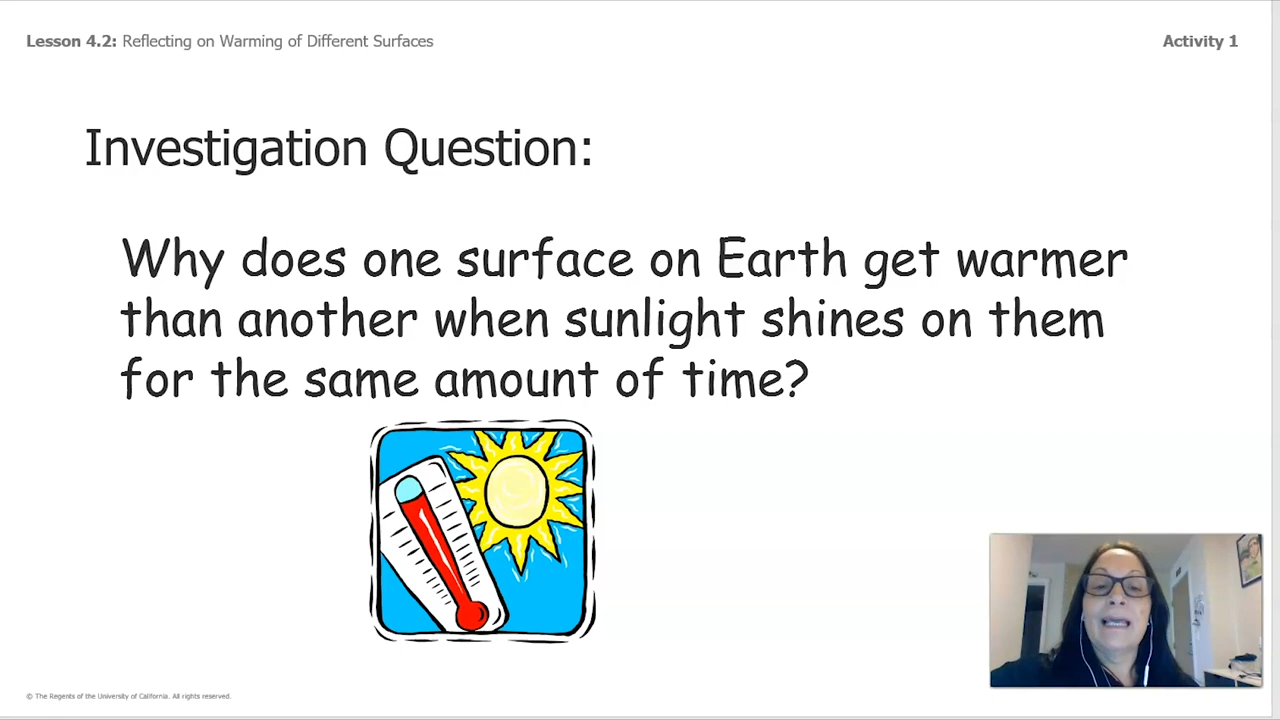 Lesson 4.2: Reflecting on Warming of Different Surfaces
Activity 1
Investigation Question:
Why does one surface on Earth get warmer
than another when sunlight shines on them
for the same amount of time?
© The Regents of the University of California. All rights reserved.